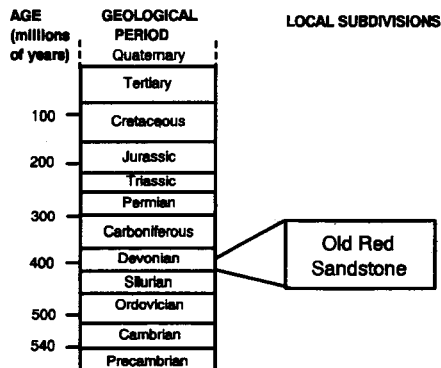 AGE
(millions
of years)
GEOLOGICAL
PERIOD
LOCAL SUBDIVISIONS
Quaternary
Tertiary
100
Cretaceous
200
Jurassic
Triassic
Permian
300
Carboniferous
400
Devonian
Silurian
Ordovician
500
Cambrian
540
Precambrian
Old Red
Sandstone